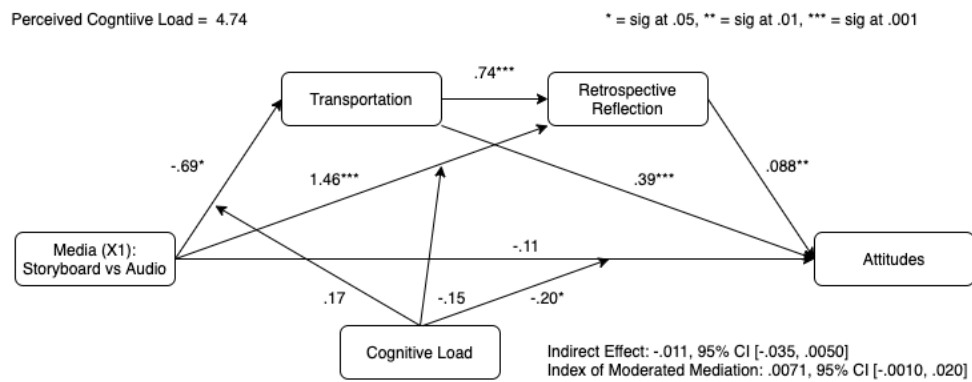 Perceived Cogntiive Load = 4.74
* = sig at .05, ** = sig at .01, *** = sig at .001
.74***
Transportation
Retrospective
Reflection
-.69*
1.46***
.39***
.088**
Media (X1):
Storyboard vs Audio
-.11
Attitudes
.17
-.15
-.20*
Cognitive Load
Indirect Effect: -.011, 95% CI [-.035, .0050]
Index of Moderated Mediation: .0071, 95% CI [-.0010, .020]